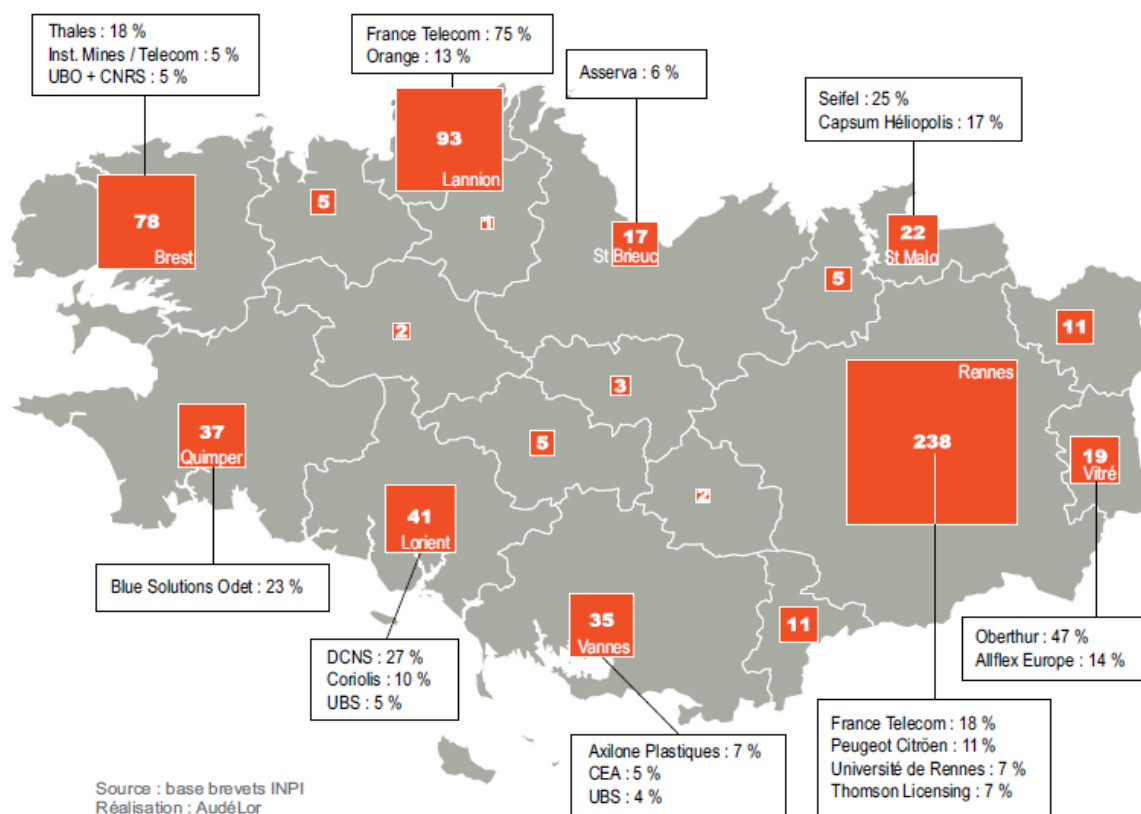 Thales : 18 %
Inst. Mines / Telecom : 5 %
UBO + CNRS : 5 %
France Telecom : 75 %
Orange : 13 %
Asserva : 6 %
Seifel : 25 %
Capsum Héliopolis : 17 %
93
Lannion
78
Brest
5
1
17
St Brieuc
22
St Malo
5
11
2
3
Rennes
238
37
Quimper
5
19
Vitré
2
41
Lorient
35
Vannes
11
Blue Solutions Odet : 23 %
DCNS : 27 %
Coriolis : 10 %
UBS : 5 %
Oberthur : 47 %
Allflex Europe : 14 %
Axilone Plastiques : 7 %
CEA : 5 %
UBS : 4 %
France Telecom : 18 %
Peugeot Citröen : 11 %
Université de Rennes : 7 %
Thomson Licensing : 7 %
Source : base brevets INPI
Réalisation : AudéLor